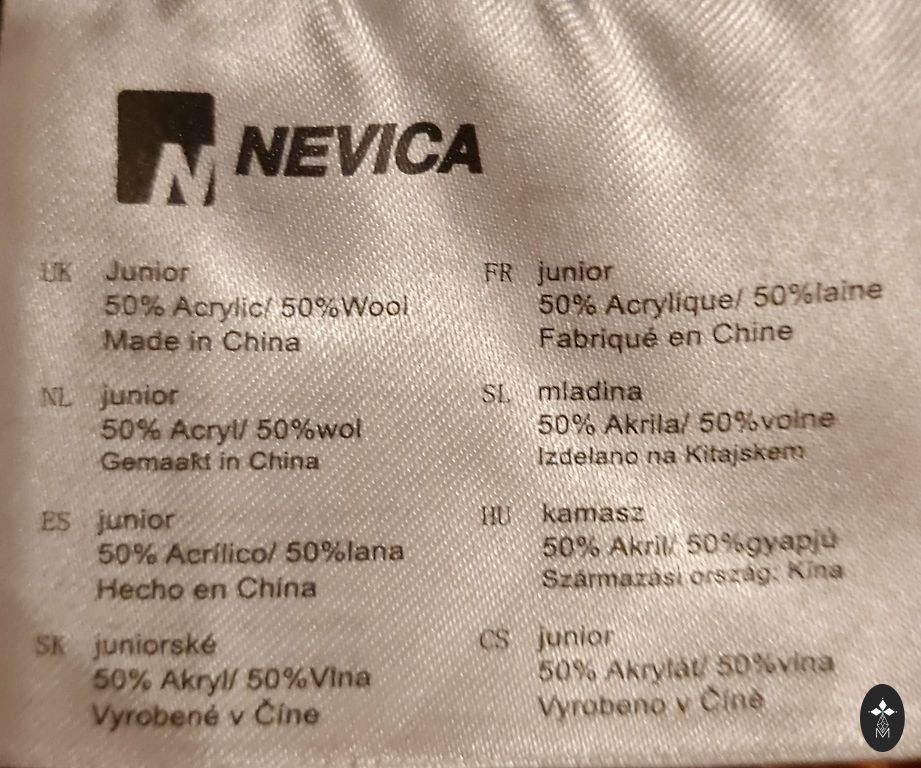 NEVICA
UK Junior
50% Acrylic/ 50%Wool
Made in China
NL junior
50% Acryl/ 50%wol
Gemaakt in China
ES junior
50% Acrílico/ 50%lana
Hecho en China
SK juniorské
50% Akryl/ 50%Vlna
Vyrobené v Číne
FR junior
50% Acrylique/ 50%laine
Fabriqué en Chine
SL mladina
50% Akrila/ 50%volne
Izdelano na Kitajskem
HU kamasz
50% Akril/ 50%gyapjú
Származási ország: Kína
CS junior
50% Akrylát/ 50%vlna
Vyrobeno v Číně